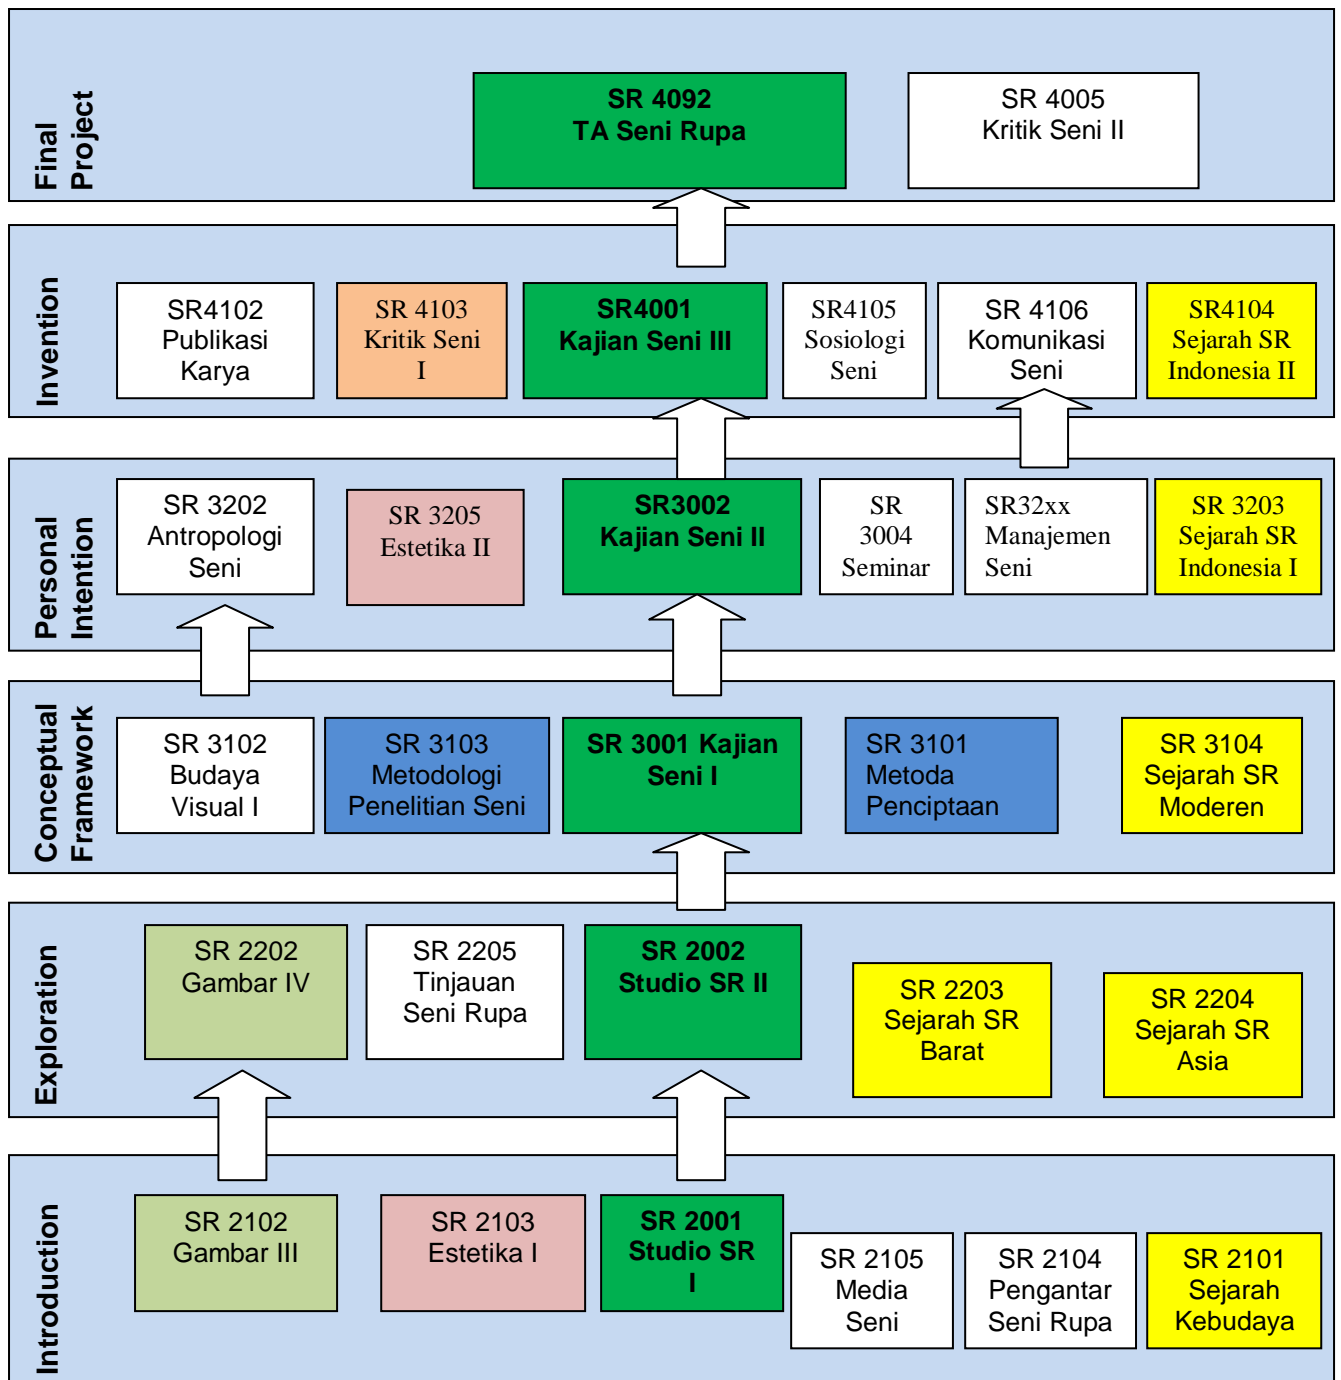 Final
Project
SR 4092
TA Seni Rupa
SR 4005
Kritik Seni II
Invention
SR4102
Publikasi
Karya
SR 4103
Kritik Seni
I
SR4001
Kajian Seni III
SR4105
Sosiologi
Seni
SR 4106
Komunikasi
Seni
SR4104
Sejarah SR
Indonesia II
Personal
Intention
SR 3202
Antropologi
Seni
SR 3205
Estetika II
SR3002
Kajian Seni II
SR
3004
Seminar
SR32xx
Manajemen
Seni
SR 3203
Sejarah SR
Indonesia I
Conceptual
Framework
SR 3102
Budaya
Visual I
SR 3103
Metodologi
Penelitian Seni
SR 3001 Kajian
Seni I
SR 3101
Metoda
Penciptaan
SR 3104
Sejarah SR
Moderen
Exploration
SR 2202
Gambar IV
SR 2205
Tinjauan
Seni Rupa
SR 2002
Studio SR II
SR 2203
Sejarah SR
Barat
SR 2204
Sejarah SR
Asia
Introduction
SR 2102
Gambar III
SR 2103
Estetika I
SR 2001
Studio SR
I
SR 2105
Media
Seni
SR 2104
Pengantar
Seni Rupa
SR 2101
Sejarah
Kebudaya